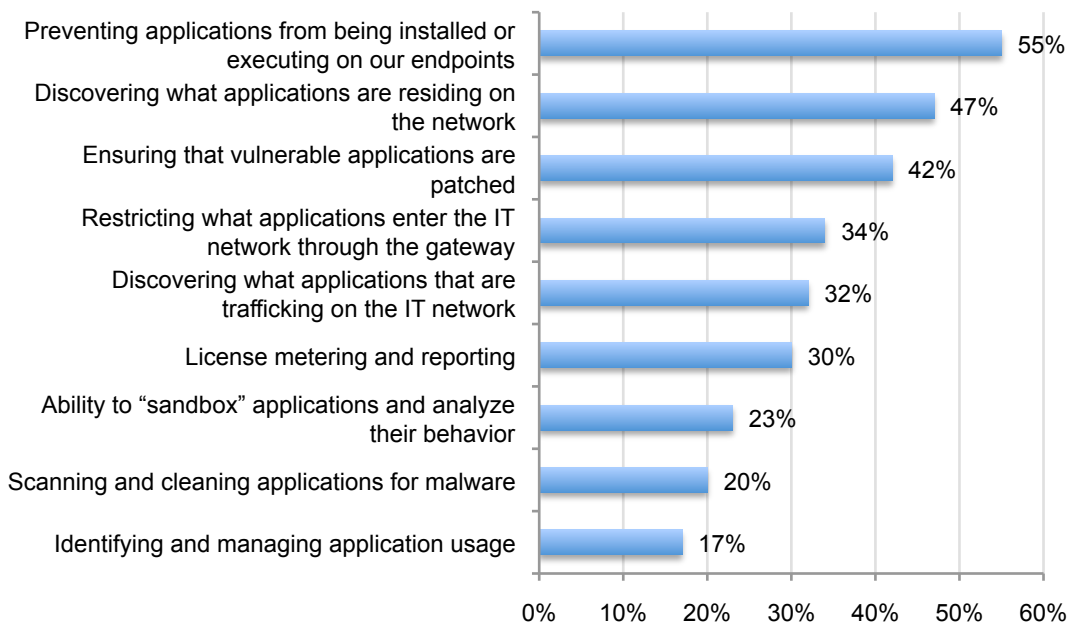 Preventing applications from being installed or
executing on our endpoints
55%
Discovering what applications are residing on
the network
47%
Ensuring that vulnerable applications are
patched
42%
Restricting what applications enter the IT
network through the gateway
34%
Discovering what applications that are
trafficking on the IT network
32%
License metering and reporting
30%
Ability to “sandbox” applications and analyze
their behavior
23%
Scanning and cleaning applications for malware
20%
Identifying and managing application usage
17%
0% 10% 20% 30% 40% 50% 60%